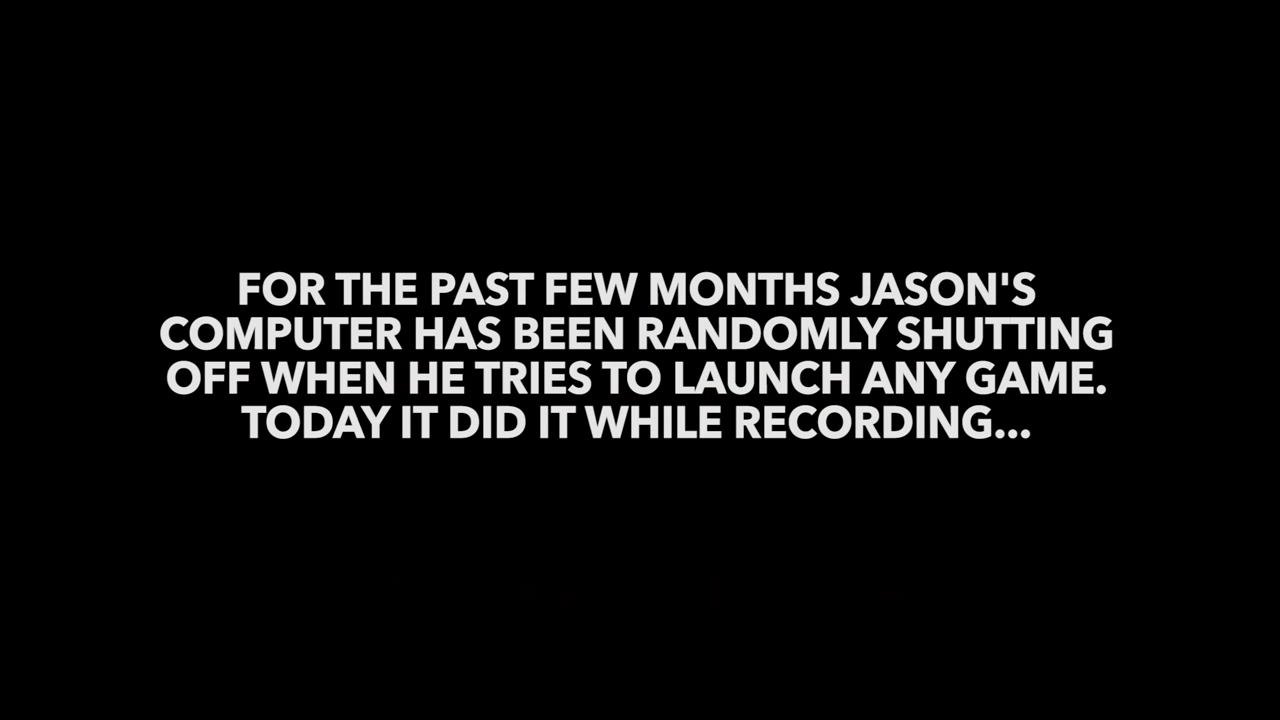 FOR THE PAST FEW MONTHS JASON'S
COMPUTER HAS BEEN RANDOMLY SHUTTING
OFF WHEN HE TRIES TO LAUNCH ANY GAME.
TODAY IT DID IT WHILE RECORDING...